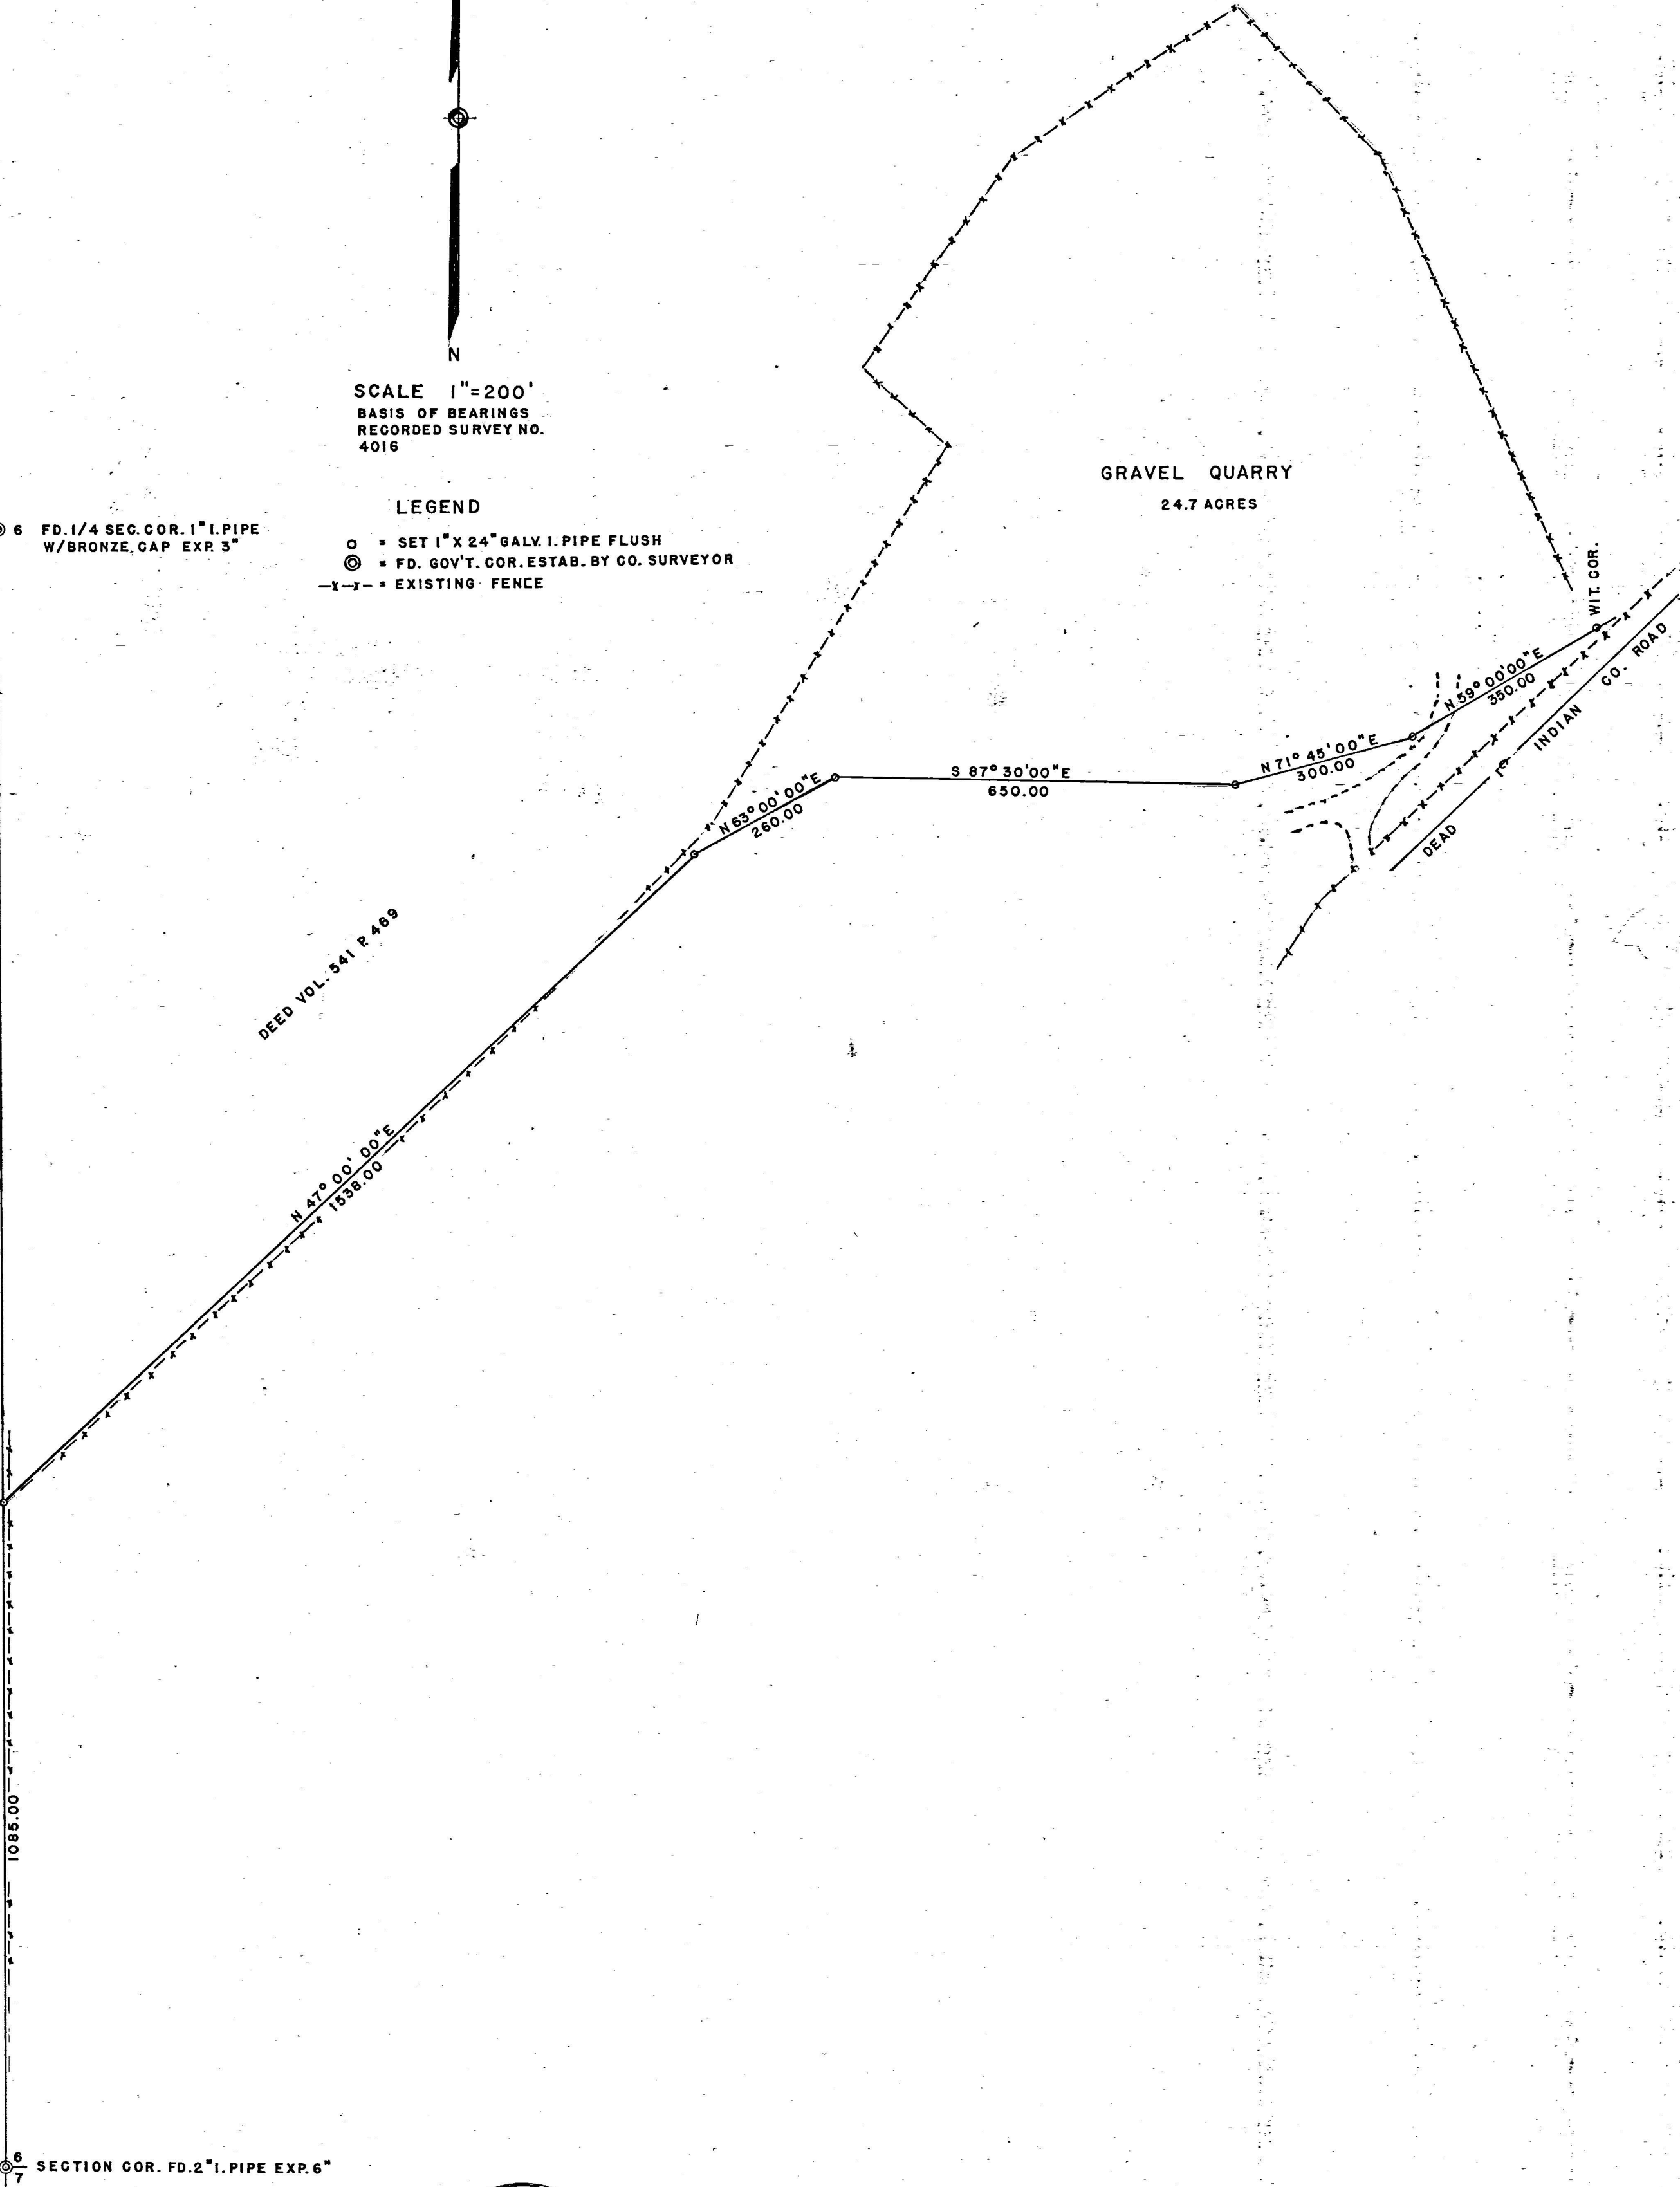 N
SCALE 1"=200'
BASIS OF BEARINGS
RECORDED SURVEY NO.
4016
LEGEND
o = SET 1" X 24" GALV. I. PIPE FLUSH
◎ = FD. GOV'T. COR. ESTAB. BY CO. SURVEYOR
—x—x— = EXISTING FENCE
6 FD. 1/4 SEC. COR. 1" I. PIPE
W/BRONZE CAP EXP. 3"
GRAVEL QUARRY
24.7 ACRES
WIT. COR.
N 59° 00' 00" E
350.00
N 71° 45' 00" E
300.00
S 87° 30' 00" E
650.00
N 63° 00' 00" E
260.00
DEAD INDIAN CO. ROAD
DEED VOL. 541 P. 469
N 47° 00' 00" E
1538.00
1085.00
6
7
SECTION COR. FD. 2" I. PIPE EXP. 6"